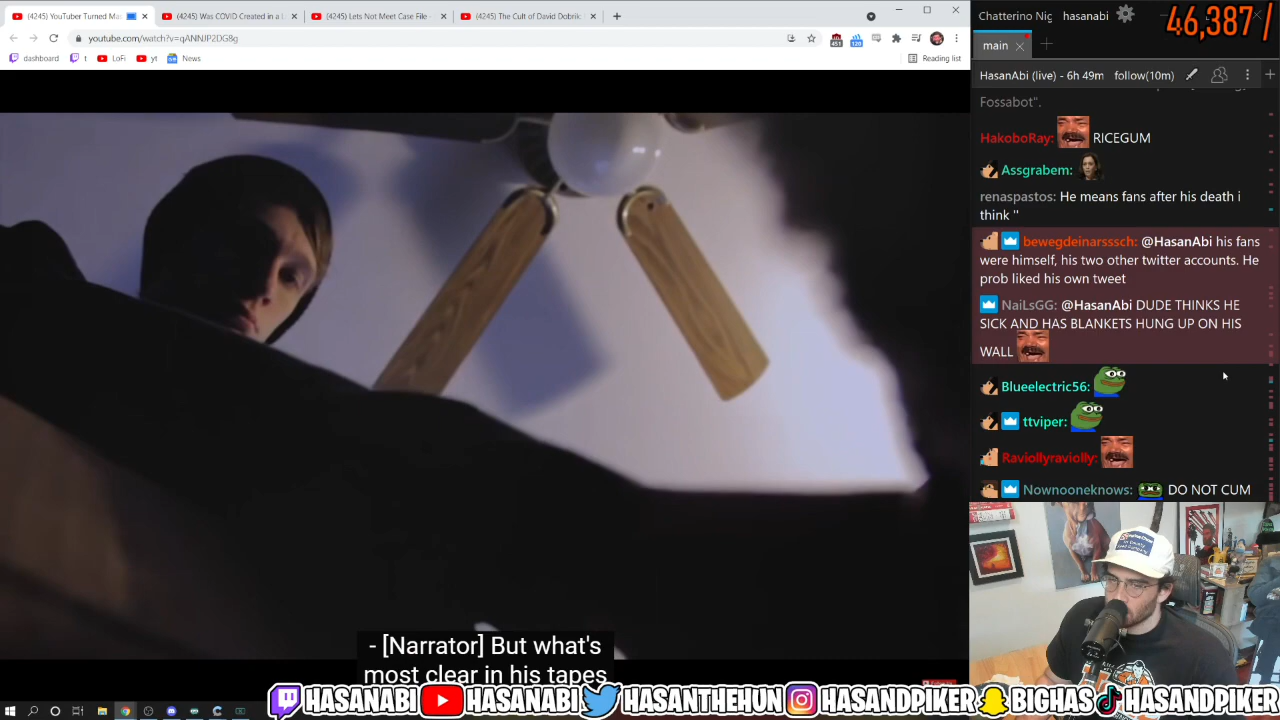 (4245) YouTuber Turned Ma
(4245) Was COVID Created in a L
(4245) Lets Not Meet Case File -
(4245) The Cult of David Dobrik
youtube.com/watch?v=qANNJP2DG8g
451
120
dashboard
t
LoFi
yt
News
Reading list
Chatterino Nig
hasanabi
46,387 /
main
HasanAbi (live) - 6h 49m
follow(10m)
Fossabot".
HakoboRay: RICEGUM
Assgrabem:
renaspastos: He means fans after his death i
think "
bewegdeinarsssch: @HasanAbi his fans
were himself, his two other twitter accounts. He
prob liked his own tweet
NaiLsGG: @HasanAbi DUDE THINKS HE
SICK AND HAS BLANKETS HUNG UP ON HIS
WALL
Blueelectric56:
ttviper:
Raviollyraviolly:
Nownooneknows: DO NOT CUM
- [Narrator] But what's
most clear in his tapes
HASANABI HASANABI HASANTHEHUN HASANDPIKER BIGHAS HASANDPIKER